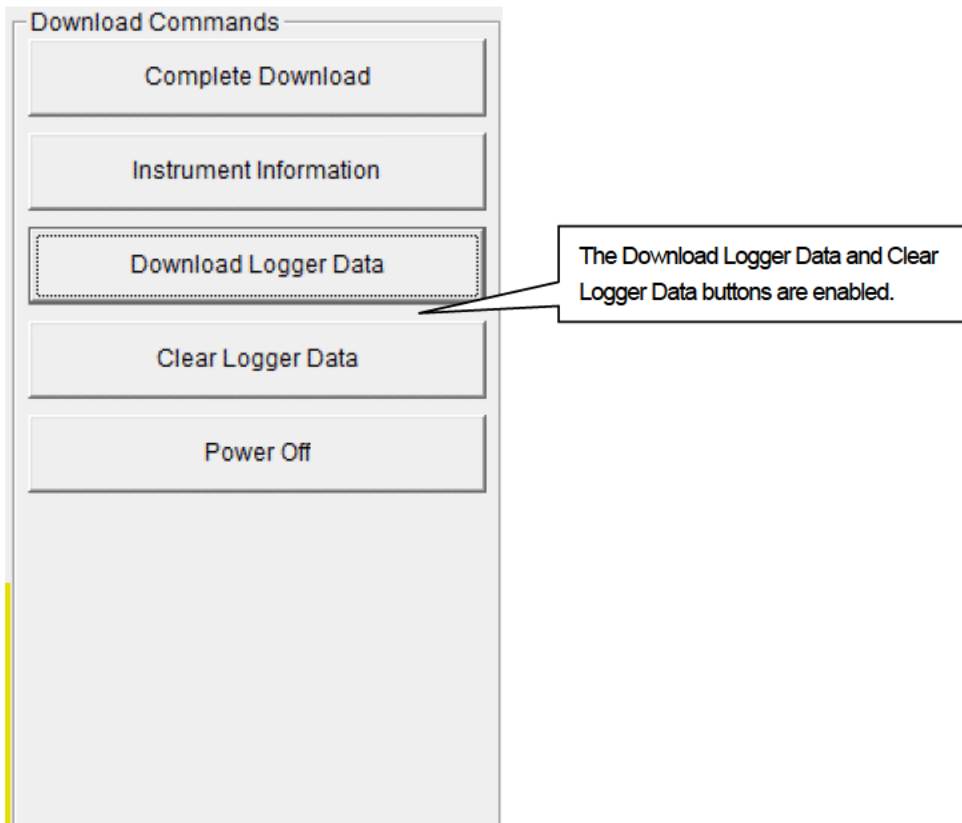 Download Commands
Complete Download
Instrument Information
Download Logger Data
The Download Logger Data and Clear
Logger Data buttons are enabled.
Clear Logger Data
Power Off